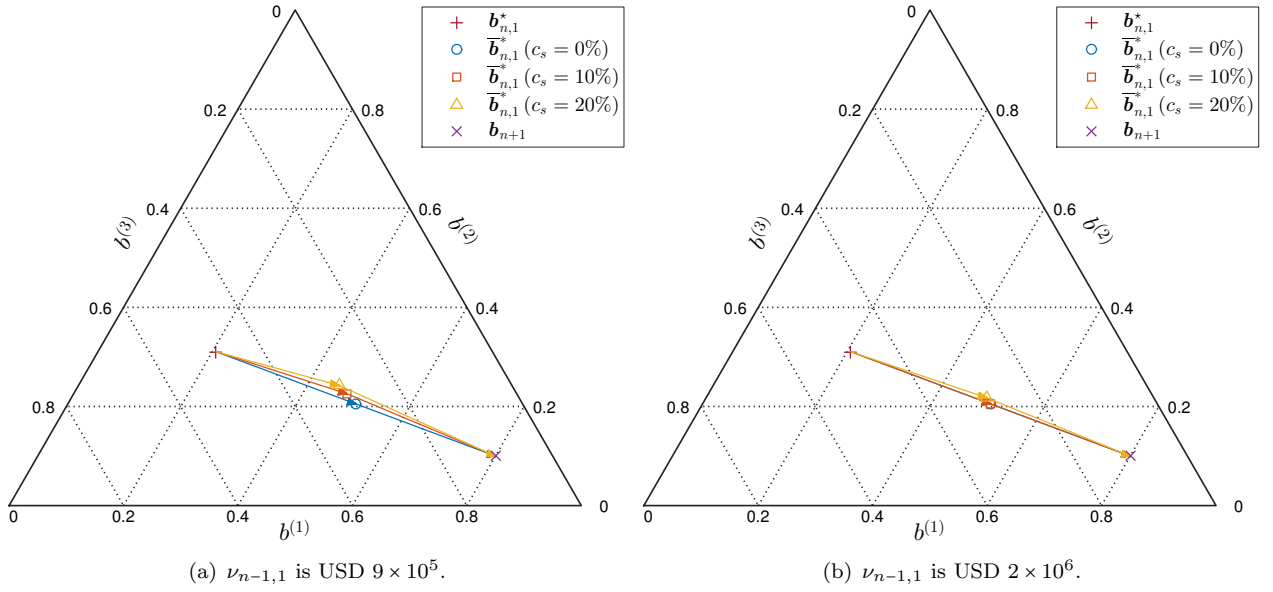 0
b⋆n,1
b̅*n,1 (cs = 0%)
b̅*n,1 (cs = 10%)
b̅*n,1 (cs = 20%)
bn+1
0.2
0.8
0.4
0.6
b(3)
b(2)
0.6
0.4
0.8
0.2
0
0.2
0.4
0.6
0.8
0
b(1)
(a) νn−1,1 is USD 9 × 10⁵.
0
b⋆n,1
b̅*n,1 (cs = 0%)
b̅*n,1 (cs = 10%)
b̅*n,1 (cs = 20%)
bn+1
0.2
0.8
0.4
0.6
b(3)
b(2)
0.6
0.4
0.8
0.2
0
0.2
0.4
0.6
0.8
0
b(1)
(b) νn−1,1 is USD 2 × 10⁶.